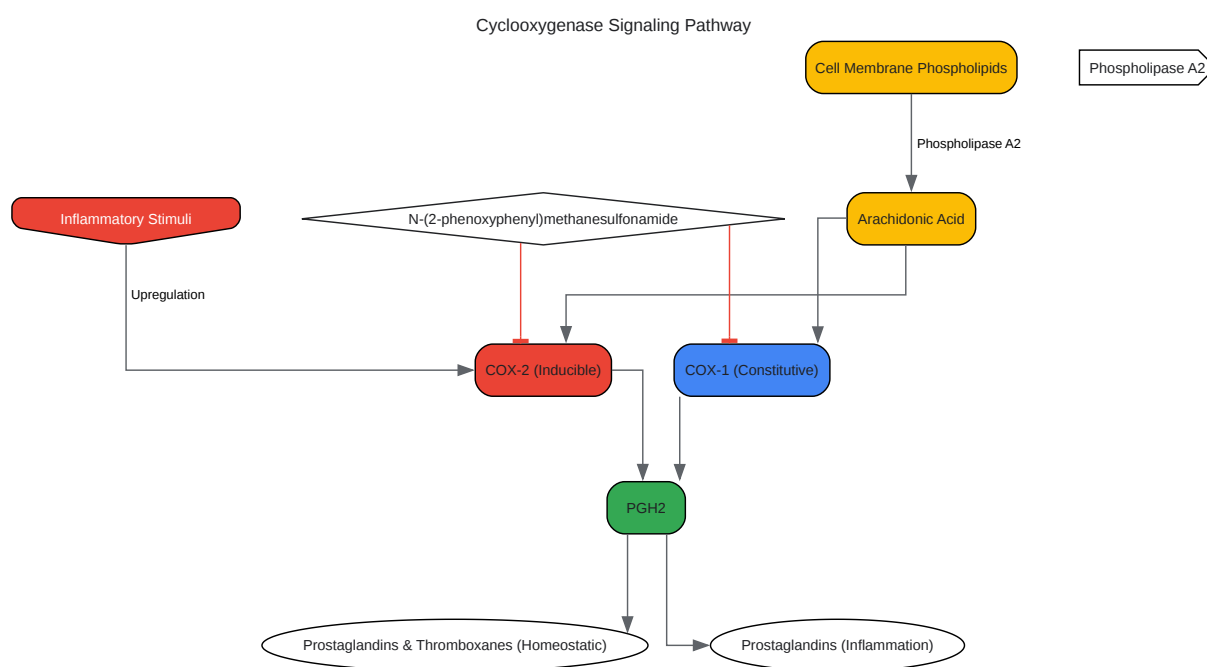 Cyclooxygenase Signaling Pathway
Cell Membrane Phospholipids
Phospholipase A2
Phospholipase A2
Inflammatory Stimuli
N-(2-phenoxyphenyl)methanesulfonamide
Arachidonic Acid
Upregulation
COX-2 (Inducible)
COX-1 (Constitutive)
PGH2
Prostaglandins & Thromboxanes (Homeostatic)
Prostaglandins (Inflammation)